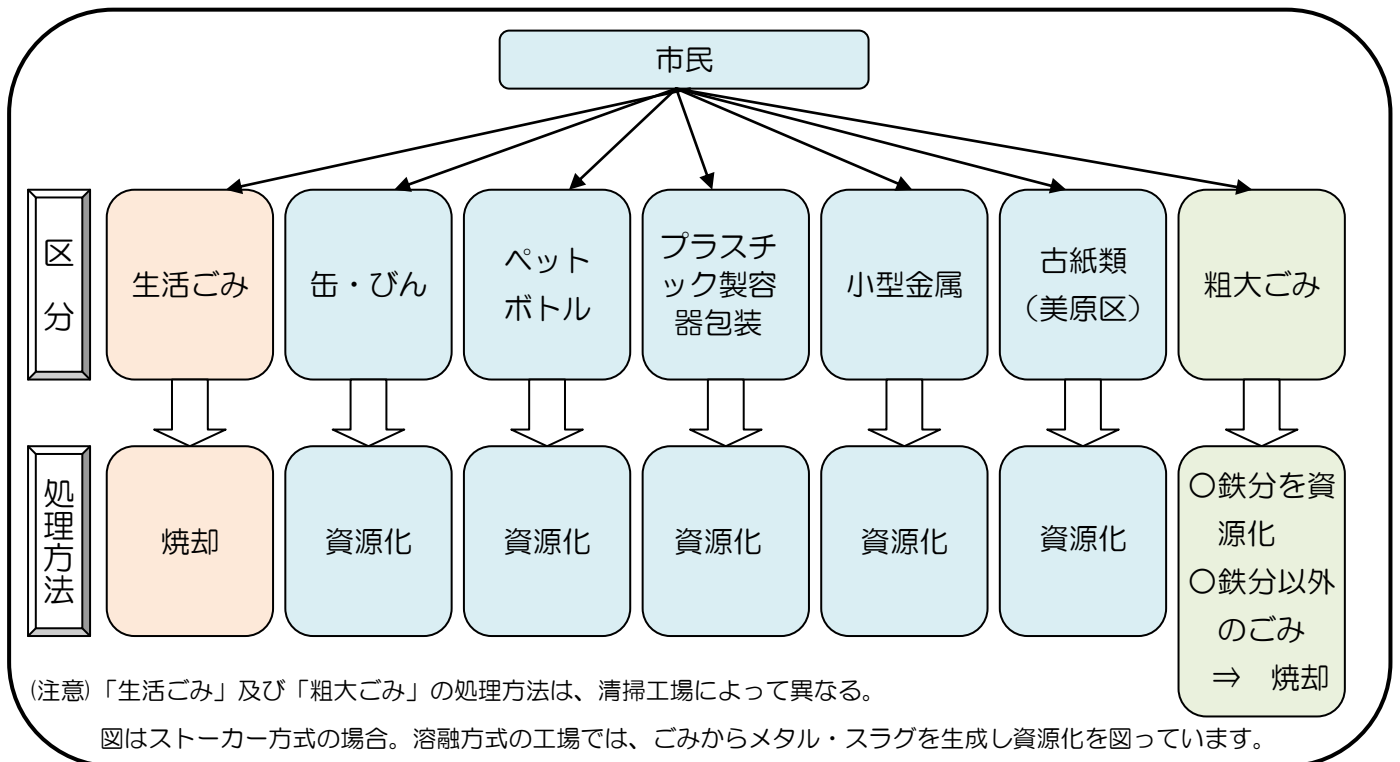 市民
区分
生活ごみ
缶・びん
ペット
ボトル
プラスチ
ック製容
器包装
小型金属
古紙類
（美原区）
粗大ごみ
処理方法
焼却
資源化
資源化
資源化
資源化
資源化
〇鉄分を資
源化
〇鉄分以外
のごみ
⇒　焼却
(注意)「生活ごみ」及び「粗大ごみ」の処理方法は、清掃工場によって異なる。
図はストーカー方式の場合。溶融方式の工場では、ごみからメタル・スラグを生成し資源化を図っています。